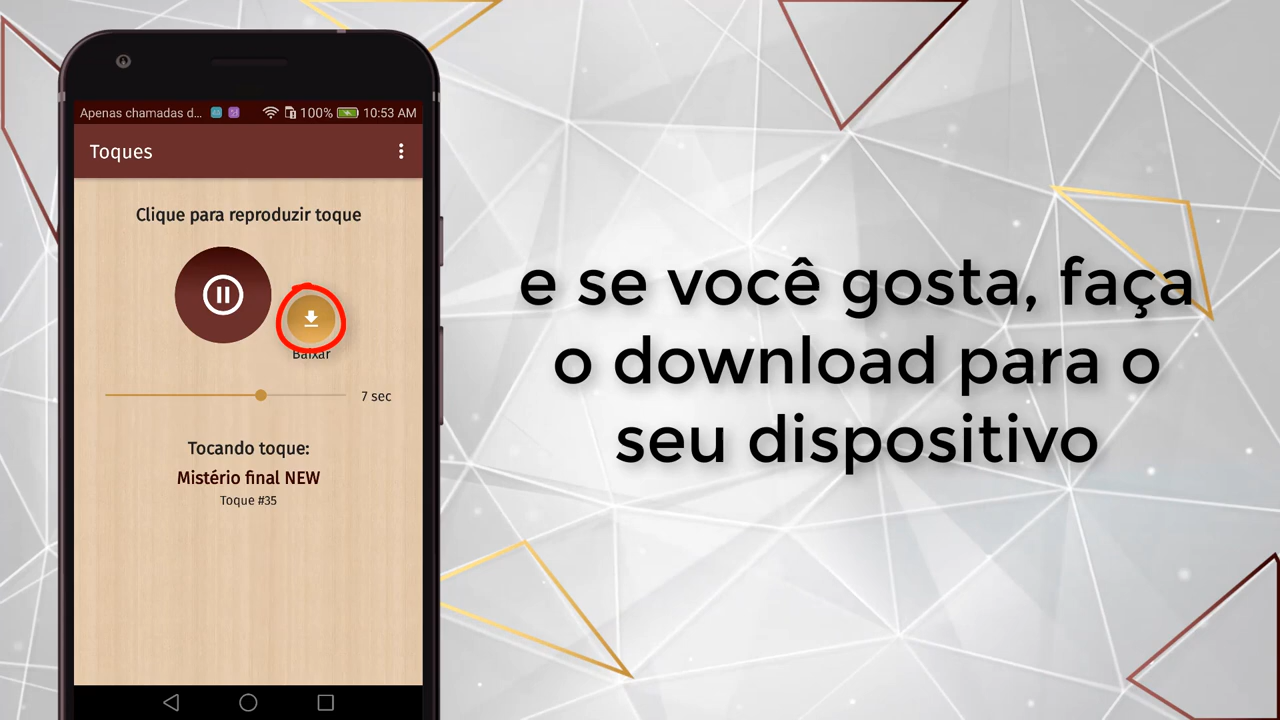 Apenas chamadas d... 100% 10:53 AM
Toques
Clique para reproduzir toque
Baixar
7 sec
Tocando toque:
Mistério final NEW
Toque #35
e se você gosta, faça
o download para o
seu dispositivo